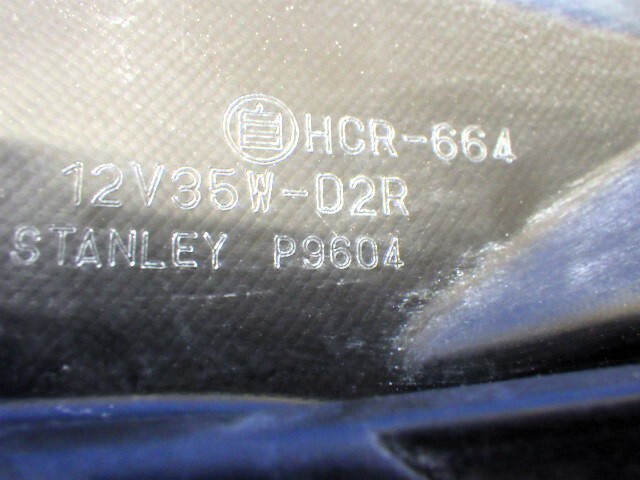 自 HCR-664
12V35W-D2R
STANLEY P9604